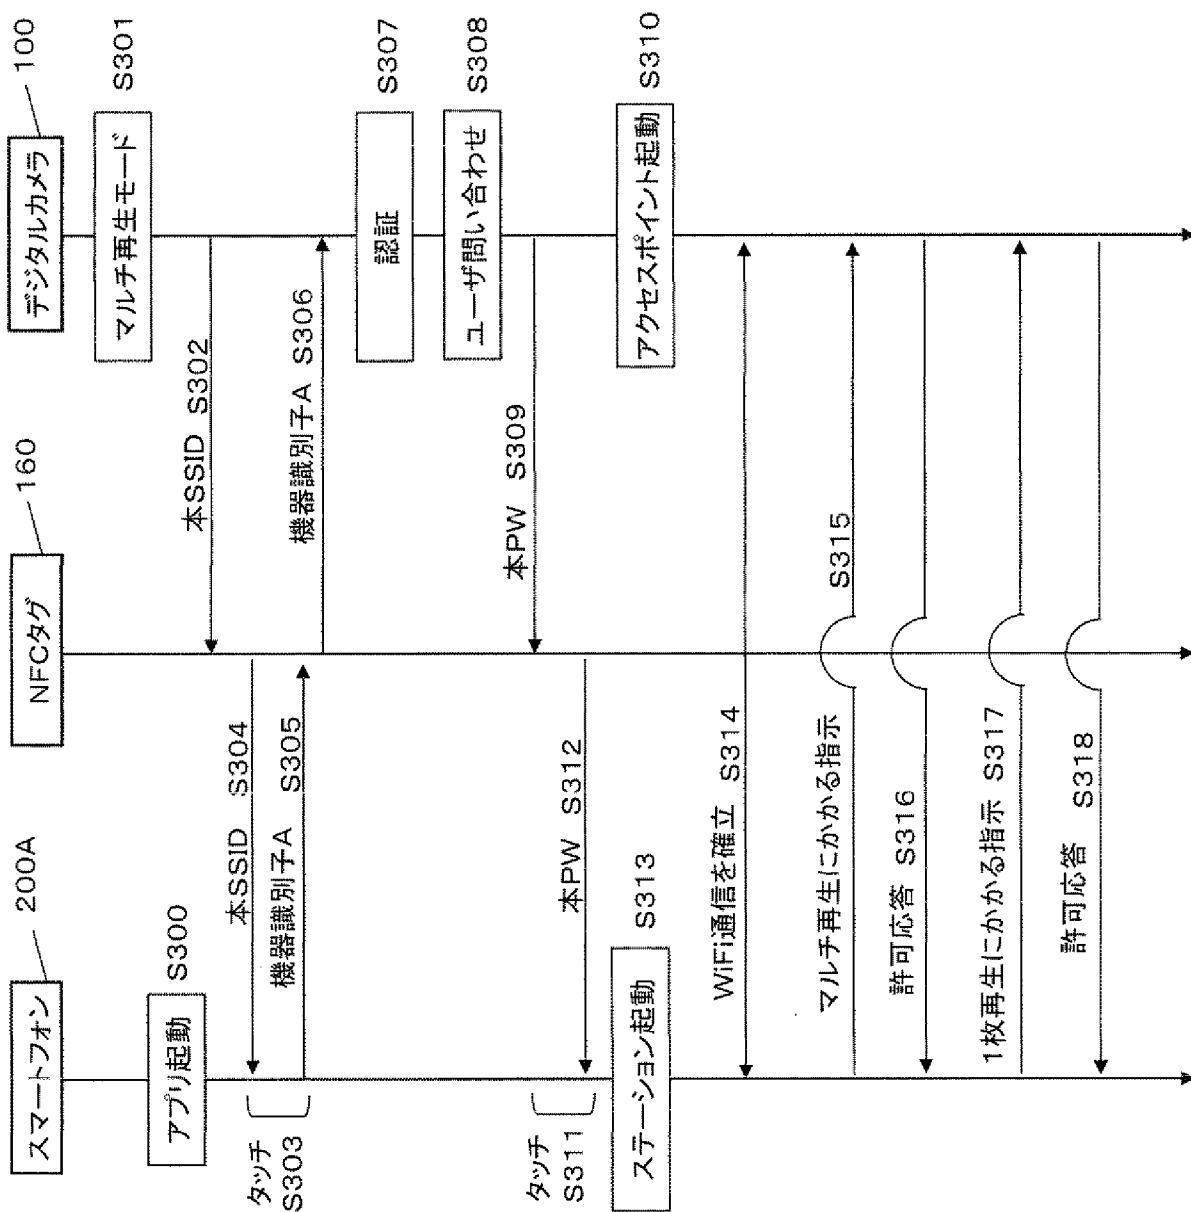 スマートフォン
200A
NFCタグ
160
デジタルカメラ
100
マルチ再生モード
S301
アプリ起動
S300
本SSID S302
タッチ
S303
本SSID S304
機器識別子A S305
機器識別子A S306
認証
S307
ユーザ問い合わせ
S308
本PW S309
アクセスポイント起動
S310
タッチ
S311
本PW S312
ステーション起動
S313
WiFi通信を確立 S314
マルチ再生にかかる指示 S315
許可応答 S316
1枚再生にかかる指示 S317
許可応答 S318